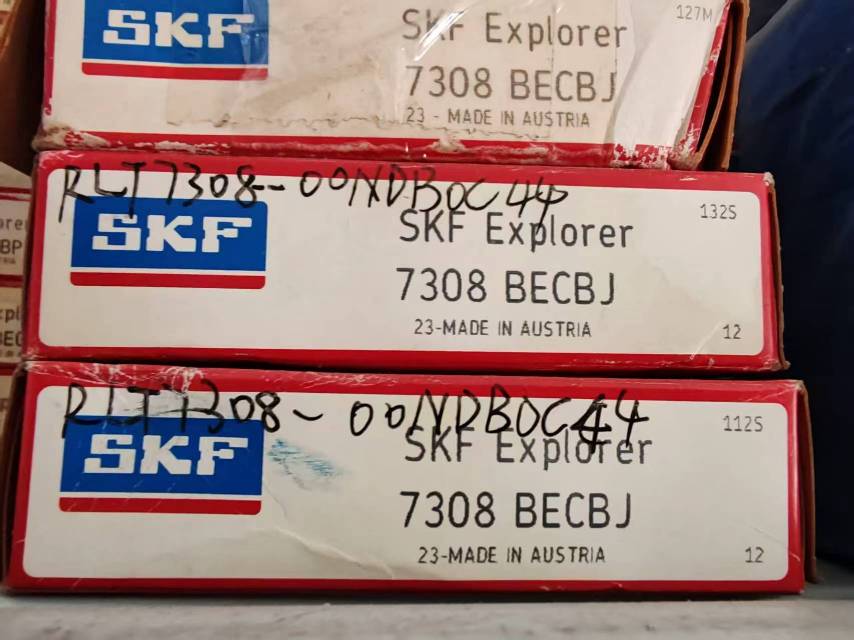 SKF
SKF Explorer
127M
7308 BECBJ
23 - MADE IN AUSTRIA
RLT7308-00NDBOC44
SKF
SKF Explorer
132S
7308 BECBJ
23-MADE IN AUSTRIA
12
RLT7308-00NDBOC44
SKF
SKF Explorer
112S
7308 BECBJ
23-MADE IN AUSTRIA
12